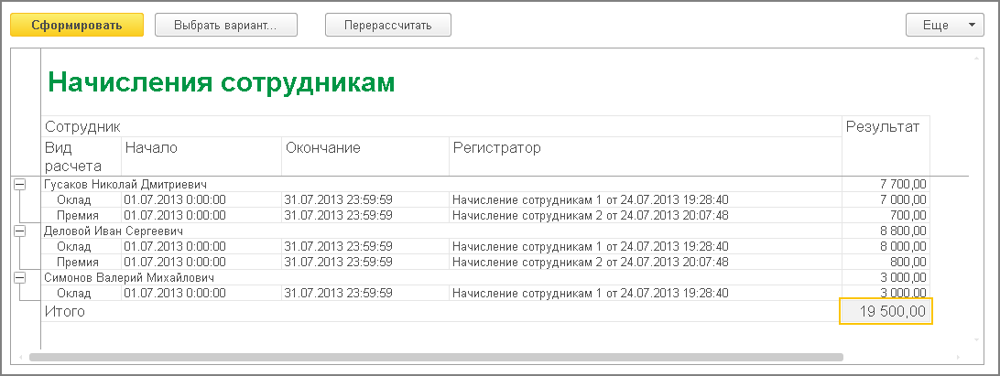 Сформировать Выбрать вариант... Перерассчитать Еще
Начисления сотрудникам
Сотрудник Результат
Вид расчета Начало Окончание Регистратор
Гусаков Николай Дмитриевич 7 700,00
Оклад 01.07.2013 0:00:00 31.07.2013 23:59:59 Начисление сотрудникам 1 от 24.07.2013 19:28:40 7 000,00
Премия 01.07.2013 0:00:00 31.07.2013 23:59:59 Начисление сотрудникам 2 от 24.07.2013 20:07:48 700,00
Деловой Иван Сергеевич 8 800,00
Оклад 01.07.2013 0:00:00 31.07.2013 23:59:59 Начисление сотрудникам 1 от 24.07.2013 19:28:40 8 000,00
Премия 01.07.2013 0:00:00 31.07.2013 23:59:59 Начисление сотрудникам 2 от 24.07.2013 20:07:48 800,00
Симонов Валерий Михайлович 3 000,00
Оклад 01.07.2013 0:00:00 31.07.2013 23:59:59 Начисление сотрудникам 1 от 24.07.2013 19:28:40 3 000,00
Итого 19 500,00